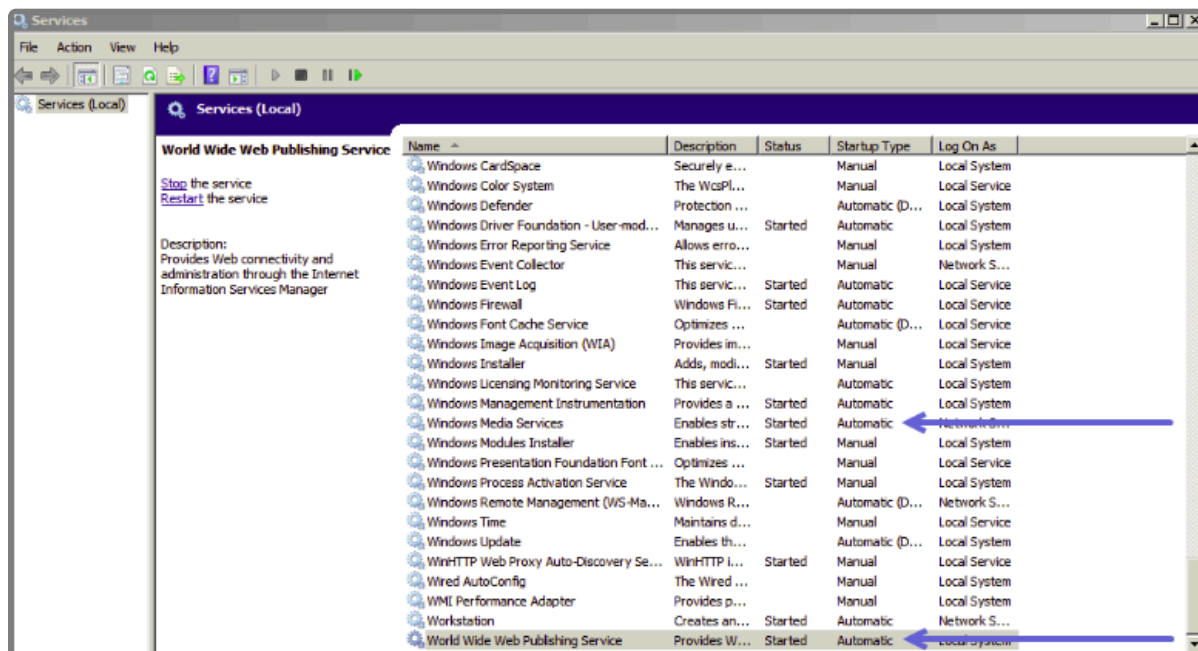 Services
File Action View Help
Services (Local)
Services (Local)
World Wide Web Publishing Service
Stop the service
Restart the service
Description:
Provides Web connectivity and
administration through the Internet
Information Services Manager
Name Description Status Startup Type Log On As
Windows CardSpace Securely e... Manual Local System
Windows Color System The WcsPl... Manual Local Service
Windows Defender Protection ... Automatic (D... Local System
Windows Driver Foundation - User-mod... Manages u... Started Automatic Local System
Windows Error Reporting Service Allows erro... Manual Local System
Windows Event Collector This servic... Manual Network S...
Windows Event Log This servic... Started Automatic Local Service
Windows Firewall Windows Fi... Started Automatic Local Service
Windows Font Cache Service Optimizes ... Automatic (D... Local Service
Windows Image Acquisition (WIA) Provides im... Manual Local Service
Windows Installer Adds, modi... Started Manual Local System
Windows Licensing Monitoring Service This servic... Automatic Local System
Windows Management Instrumentation Provides a ... Started Automatic Local System
Windows Media Services Enables str... Started Automatic Network S...
Windows Modules Installer Enables ins... Started Manual Local System
Windows Presentation Foundation Font ... Optimizes ... Manual Local Service
Windows Process Activation Service The Windo... Started Manual Local System
Windows Remote Management (WS-Ma... Windows R... Automatic (D... Network S...
Windows Time Maintains d... Manual Local Service
Windows Update Enables th... Automatic (D... Local System
WinHTTP Web Proxy Auto-Discovery Se... WinHTTP i... Started Manual Local Service
Wired AutoConfig The Wired ... Manual Local System
WMI Performance Adapter Provides p... Manual Local System
Workstation Creates an... Started Automatic Network S...
World Wide Web Publishing Service Provides W... Started Automatic Local System